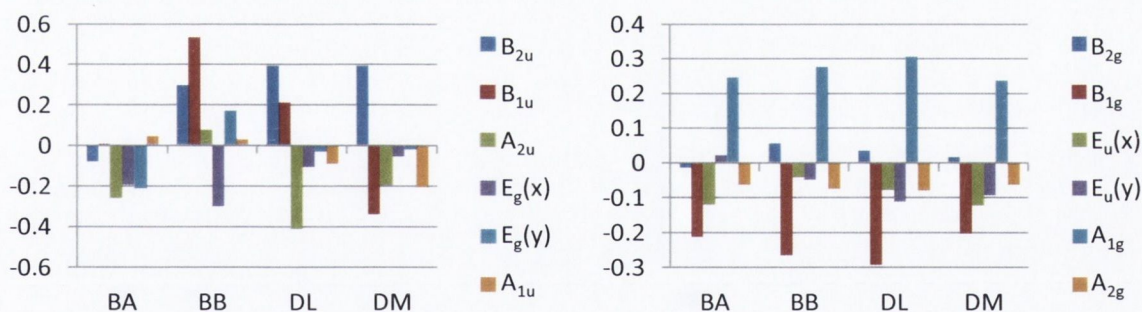 0.6
0.4
0.2
0
-0.2
-0.4
-0.6
BA BB DL DM
B2u
B1u
A2u
Eg(x)
Eg(y)
A1u
0.4
0.3
0.2
0.1
0
-0.1
-0.2
-0.3
BA BB DL DM
B2g
B1g
Eu(x)
Eu(y)
A1g
A2g